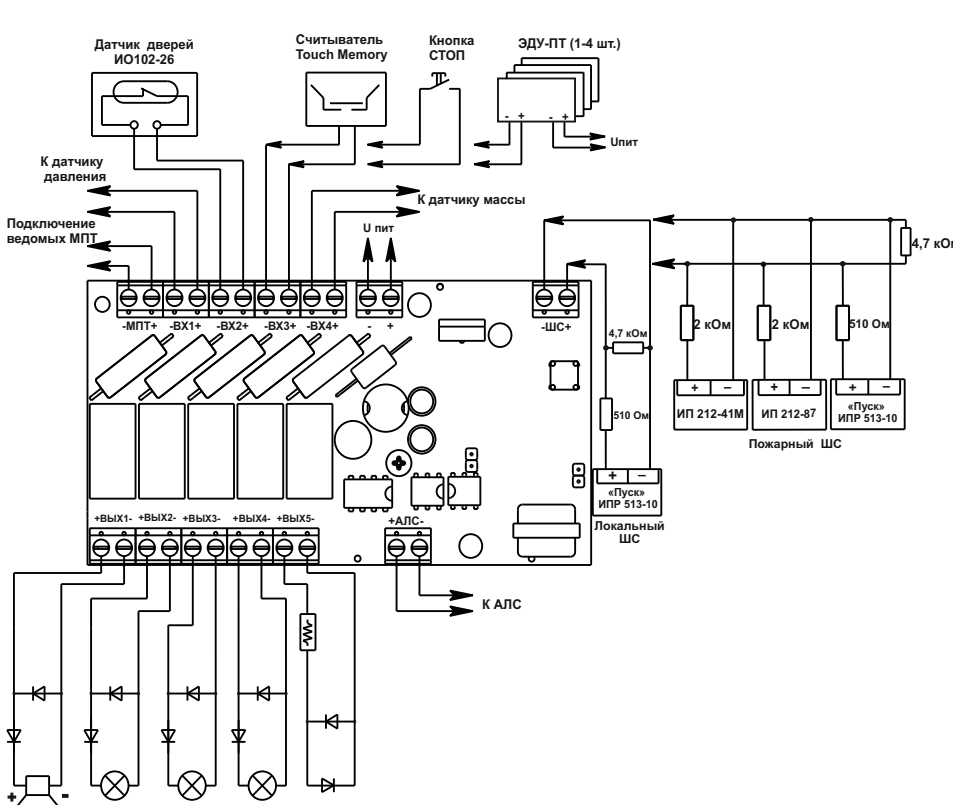 Датчик дверей
ИО102-26
Считыватель
Touch Memory
Кнопка
СТОП
ЭДУ-ПТ (1-4 шт.)
- + - +
Uпит
К датчику
давления
К датчику массы
Подключение
ведомых МПТ
U пит
4,7 кОм
-МПТ+ -ВХ1+ -ВХ2+ -ВХ3+ -ВХ4+ - +
-ШС+
4,7 кОм
2 кОм
2 кОм
510 Ом
+ –
ИП 212-41М
+ –
ИП 212-87
+ –
«Пуск»
ИПР 513-10
Пожарный ШС
510 Ом
+ –
«Пуск»
ИПР 513-10
Локальный
ШС
+ВЫХ1- +ВЫХ2- +ВЫХ3- +ВЫХ4- +ВЫХ5-
+АЛС-
К АЛС
+ -